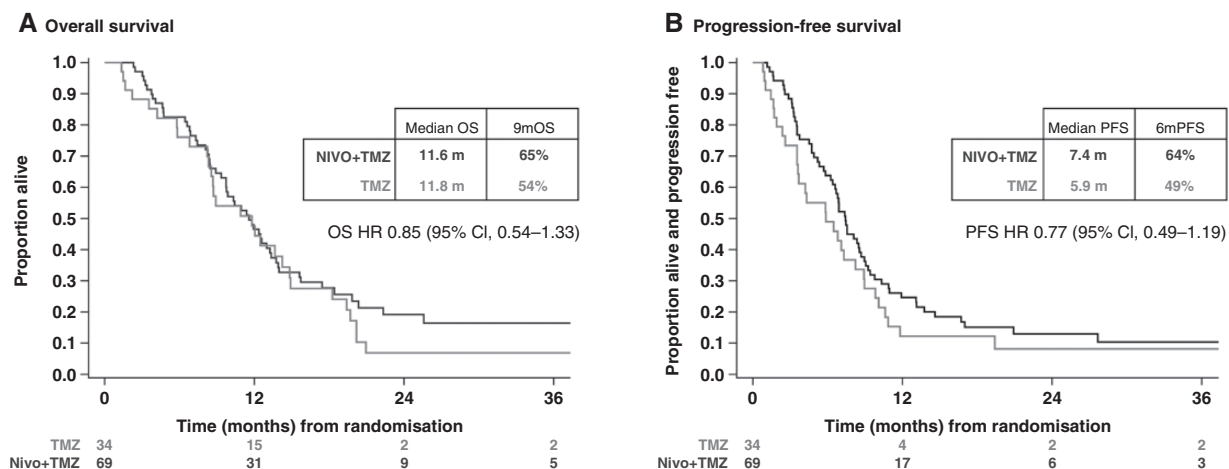 A Overall survival
1.0
0.9
0.8
0.7
0.6
0.5
0.4
0.3
0.2
0.1
0.0
Proportion alive
Median OS 9mOS
NIVO+TMZ 11.6 m 65%
TMZ 11.8 m 54%
OS HR 0.85 (95% CI, 0.54–1.33)
0 12 24 36
Time (months) from randomisation
TMZ 34 15 2 2
Nivo+TMZ 69 31 9 5
B Progression-free survival
1.0
0.9
0.8
0.7
0.6
0.5
0.4
0.3
0.2
0.1
0.0
Proportion alive and progression free
Median PFS 6mPFS
NIVO+TMZ 7.4 m 64%
TMZ 5.9 m 49%
PFS HR 0.77 (95% CI, 0.49–1.19)
0 12 24 36
Time (months) from randomisation
TMZ 34 4 2 2
Nivo+TMZ 69 17 6 3